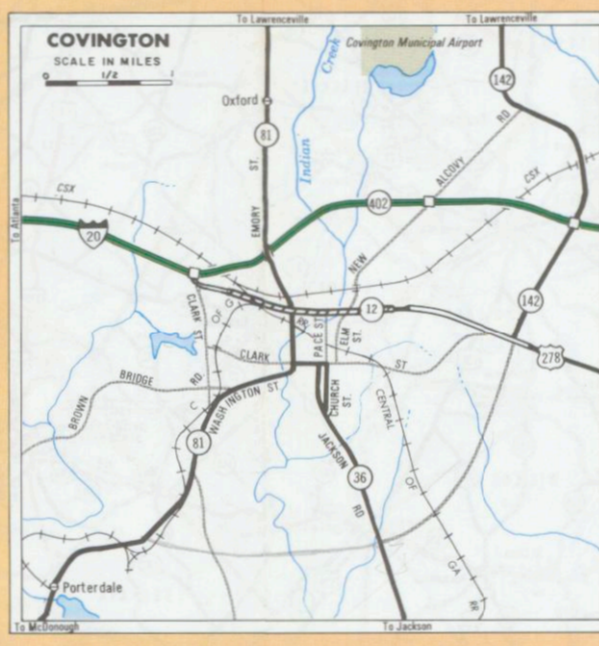 To Lawrenceville
To Lawrenceville
COVINGTON
SCALE IN MILES
0 1/2 1
Covington Municipal Airport
Creek
142
Oxford
81
RD
Indian
ALCOVY
CSX
CSX
ST.
402
To Atlanta
20
EMORY
NEW
CLARK ST.
OF G
142
12
RR
PACE ST.
ELM ST.
278
CLARK
ST
BRIDGE
RD.
WASHINGTON ST.
CHURCH ST.
CENTRAL
BROWN
C
81
JACKSON
36
OF
RD
GA
Porterdale
RR
To McDonough
To Jackson